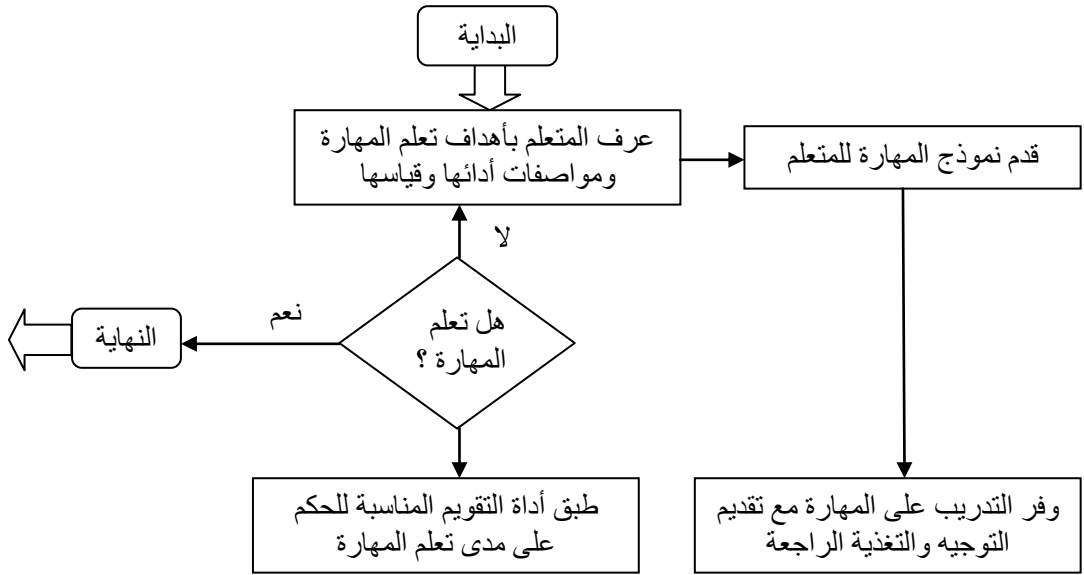 البداية
عرف المتعلم بأهداف تعلم المهارة
ومواصفات أدائها وقياسها
قدم نموذج المهارة للمتعلم
لا
هل تعلم
المهارة ؟
نعم
النهاية
وفر التدريب على المهارة مع تقديم
التوجيه والتغذية الراجعة
طبق أداة التقويم المناسبة للحكم
على مدى تعلم المهارة